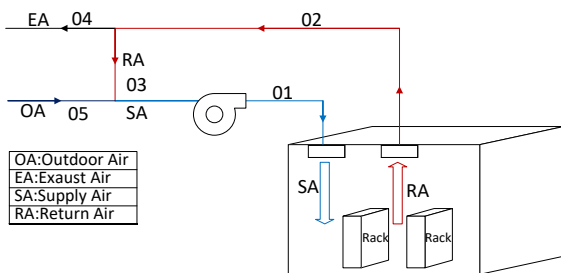 EA
04
02
RA
03
01
OA
05
SA
OA:Outdoor Air
EA:Exaust Air
SA:Supply Air
RA:Return Air
SA
RA
Rack
Rack